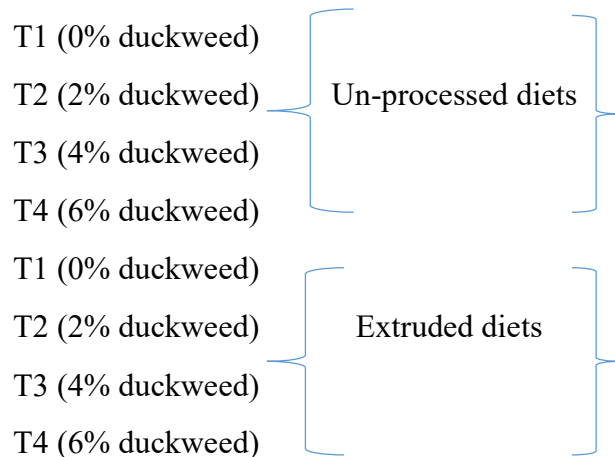 T1 (0% duckweed)
T2 (2% duckweed) Un-processed diets
T3 (4% duckweed)
T4 (6% duckweed)
T1 (0% duckweed)
T2 (2% duckweed) Extruded diets
T3 (4% duckweed)
T4 (6% duckweed)